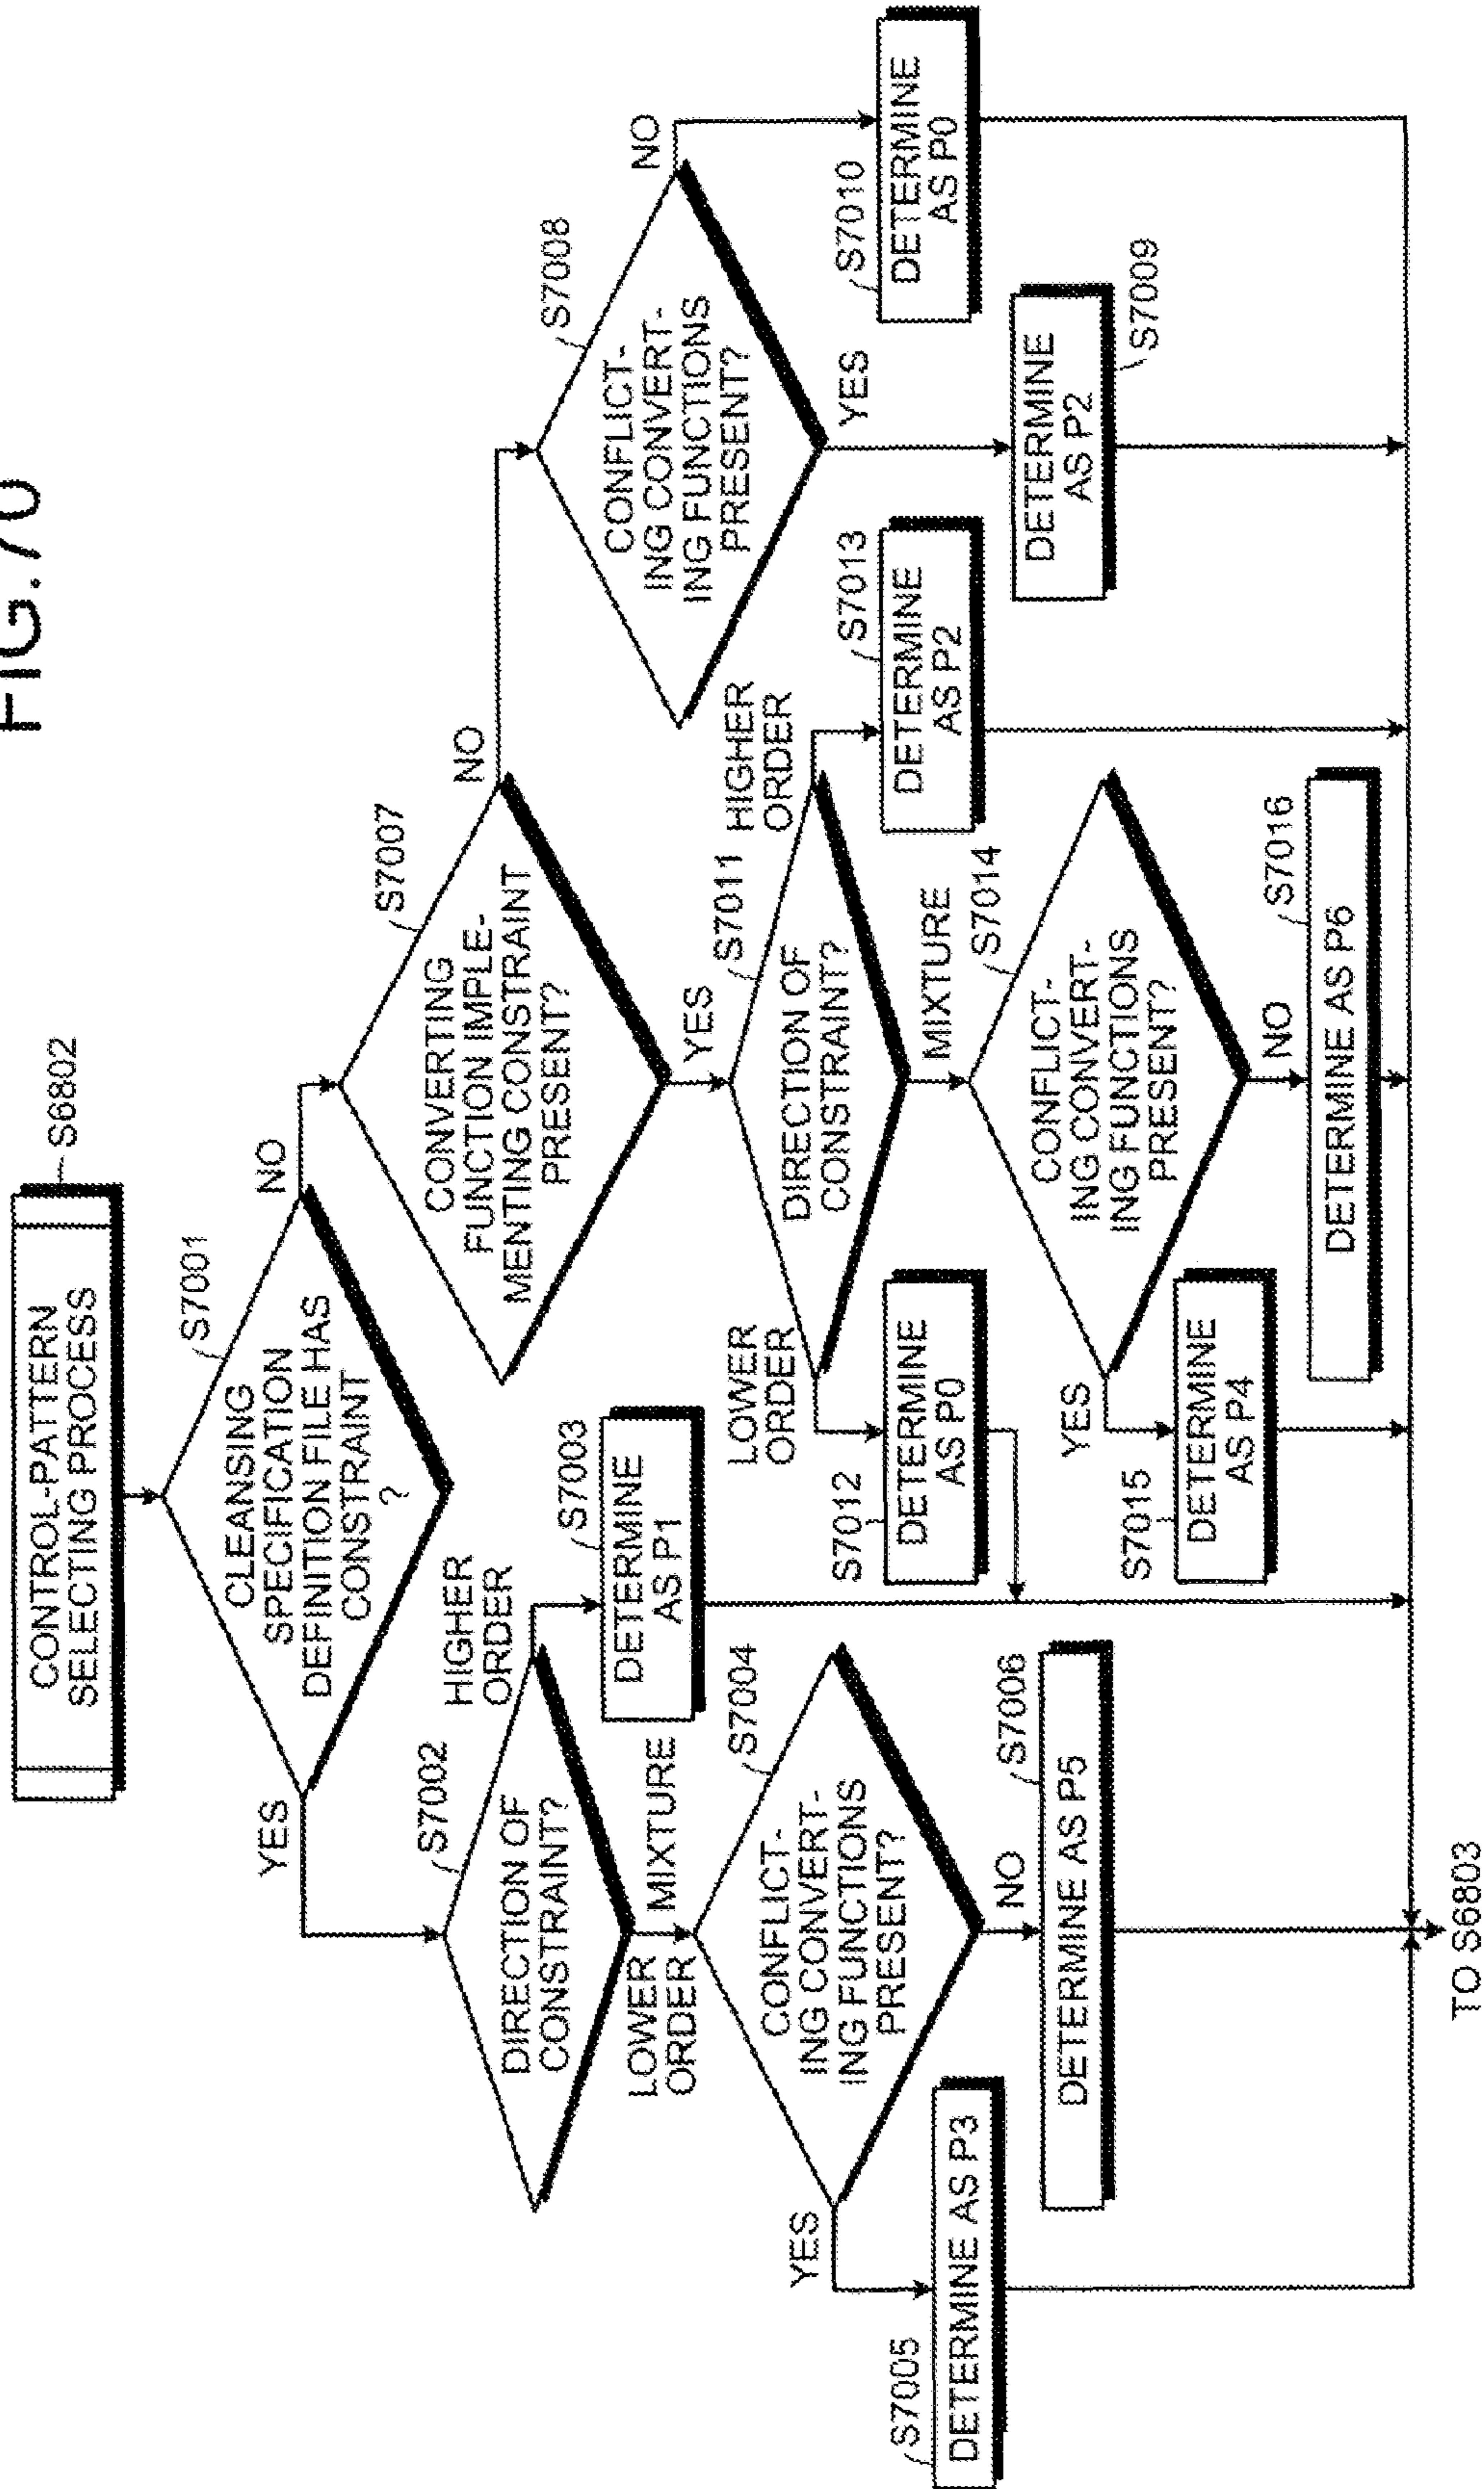 FIG.70
CONTROL-PATTERN
SELECTING PROCESS
S6802
CLEANSING
SPECIFICATION
DEFINITION FILE HAS
CONSTRAINT
?
S7001
YES
NO
DIRECTION OF
CONSTRAINT?
S7002
HIGHER
ORDER
LOWER
ORDER
MIXTURE
DETERMINE
AS P1
S7003
CONFLICT-
ING CONVERT-
ING FUNCTIONS
PRESENT?
S7004
YES
NO
S7005
DETERMINE AS P3
DETERMINE AS P5
S7006
CONVERTING
FUNCTION IMPLE-
MENTING CONSTRAINT
PRESENT?
S7007
YES
NO
CONFLICT-
ING CONVERT-
ING FUNCTIONS
PRESENT?
S7008
YES
NO
DETERMINE
AS P2
S7009
S7010
DETERMINE
AS P0
DIRECTION OF
CONSTRAINT?
S7011
LOWER
ORDER
HIGHER
ORDER
MIXTURE
S7012
DETERMINE
AS P0
DETERMINE
AS P2
S7013
CONFLICT-
ING CONVERT-
ING FUNCTIONS
PRESENT?
S7014
YES
NO
S7015
DETERMINE
AS P4
DETERMINE AS P6
S7016
TO S6803